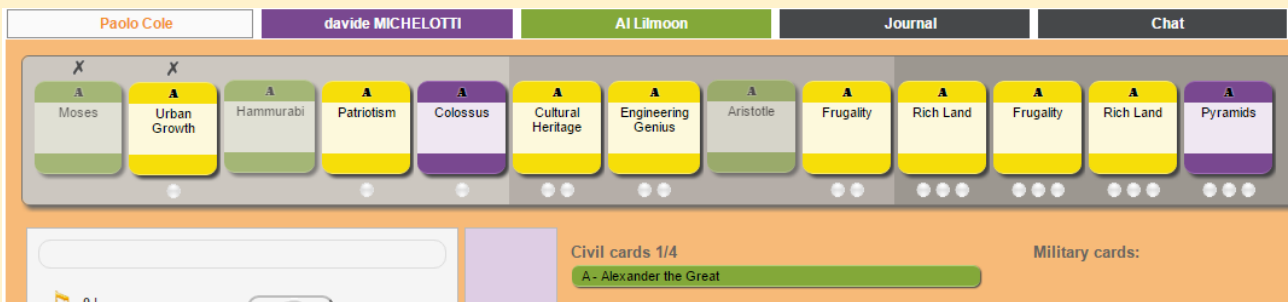 Paolo Cole
davide MICHELOTTI
Al Lilmoon
Journal
Chat
✗ ✗
A A A A A A A A A A A A A
Moses
Urban
Growth
Hammurabi
Patriotism
Colossus
Cultural
Heritage
Engineering
Genius
Aristotle
Frugality
Rich Land
Frugality
Rich Land
Pyramids
Civil cards 1/4
Military cards:
A - Alexander the Great